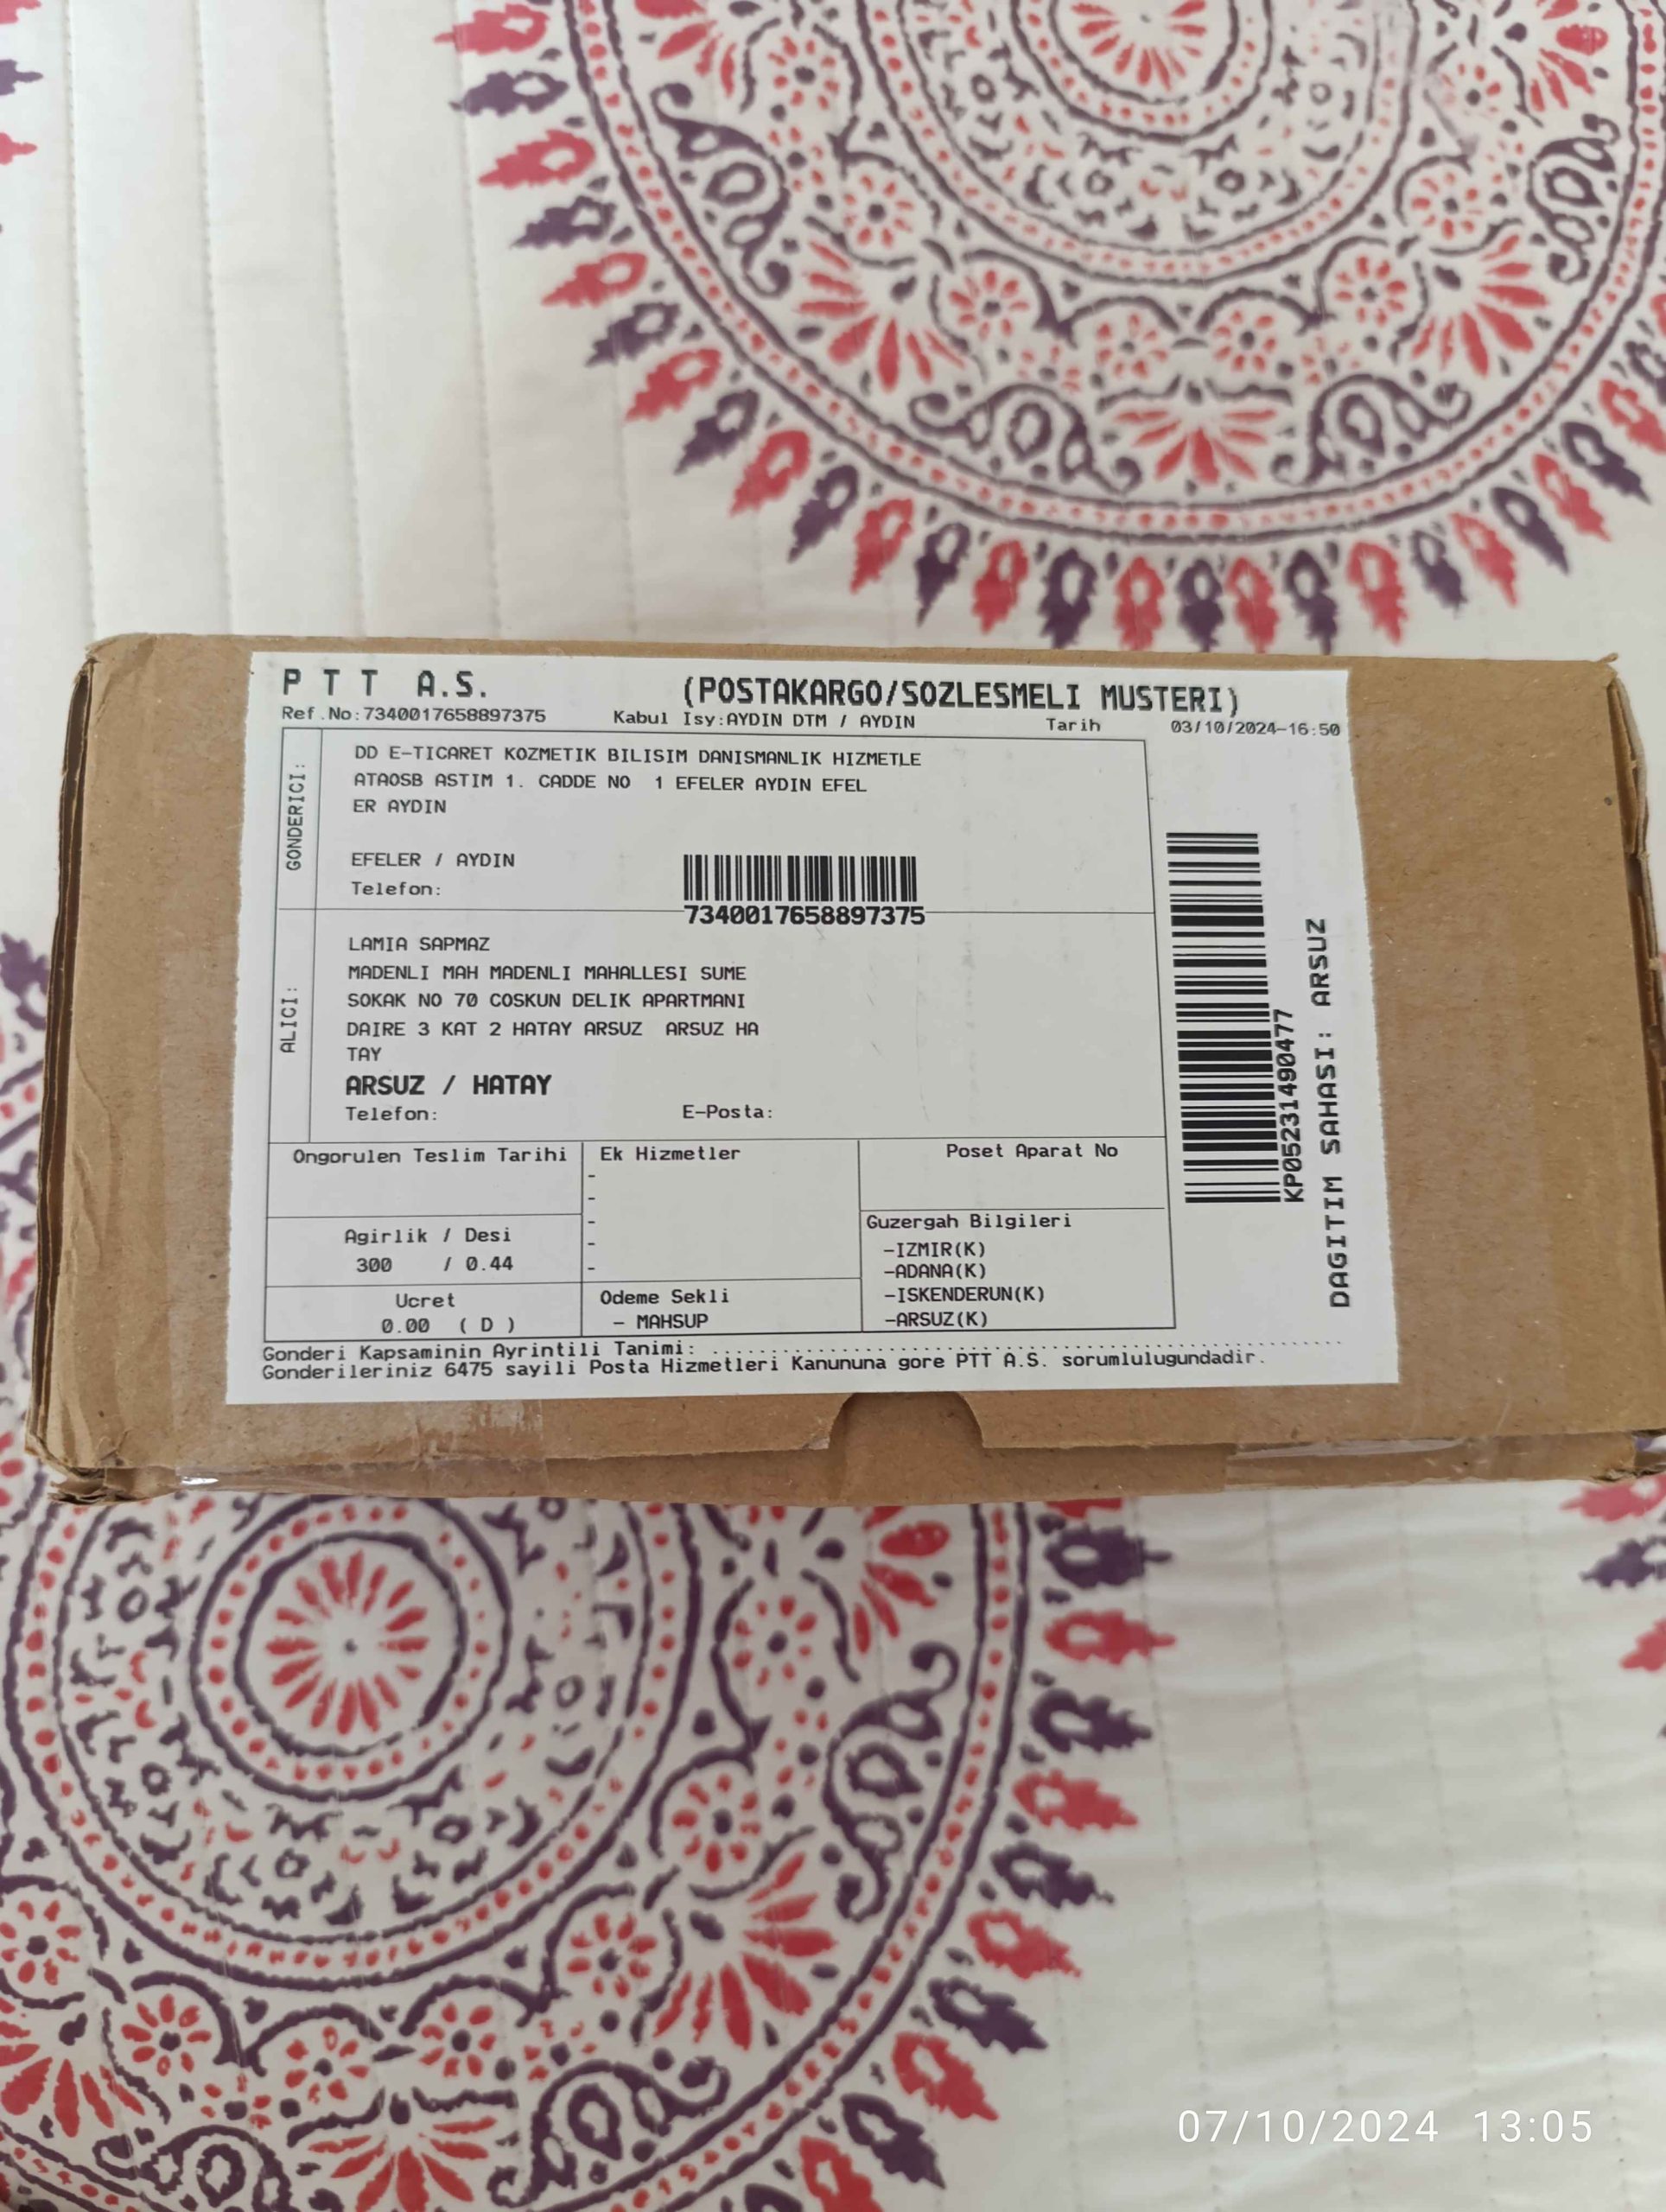 P T T A.S.
(POSTAKARGO/SOZLESMELI MUSTERI)
Ref.No:7340017658897375 Kabul Isy:AYDIN DTM / AYDIN Tarih 03/10/2024-16:50
GONDERICI:
DD E-TICARET KOZMETIK BILISIM DANISMANLIK HIZMETLE
ATAOSB ASTIM 1. CADDE NO 1 EFELER AYDIN EFEL
ER AYDIN
EFELER / AYDIN
Telefon:
7340017658897375
ALICI:
LAMIA SAPMAZ
MADENLI MAH MADENLI MAHALLESI SUME
SOKAK NO 70 COSKUN DELIK APARTMANI
DAIRE 3 KAT 2 HATAY ARSUZ ARSUZ HA
TAY
ARSUZ / HATAY
Telefon: E-Posta:
KP05231490477
DAGITIM SAHASI: ARSUZ
Ongorulen Teslim Tarihi
Agirlik / Desi
300 / 0.44
Ucret
0.00 ( D )
Ek Hizmetler
-
-
-
-
-
Odeme Sekli
- MAHSUP
Poset Aparat No
Guzergah Bilgileri
-IZMIR(K)
-ADANA(K)
-ISKENDERUN(K)
-ARSUZ(K)
Gonderi Kapsaminin Ayrintili Tanimi: ......................................................
Gonderileriniz 6475 sayili Posta Hizmetleri Kanununa gore PTT A.S. sorumlulugundadir.
07/10/2024 13:05